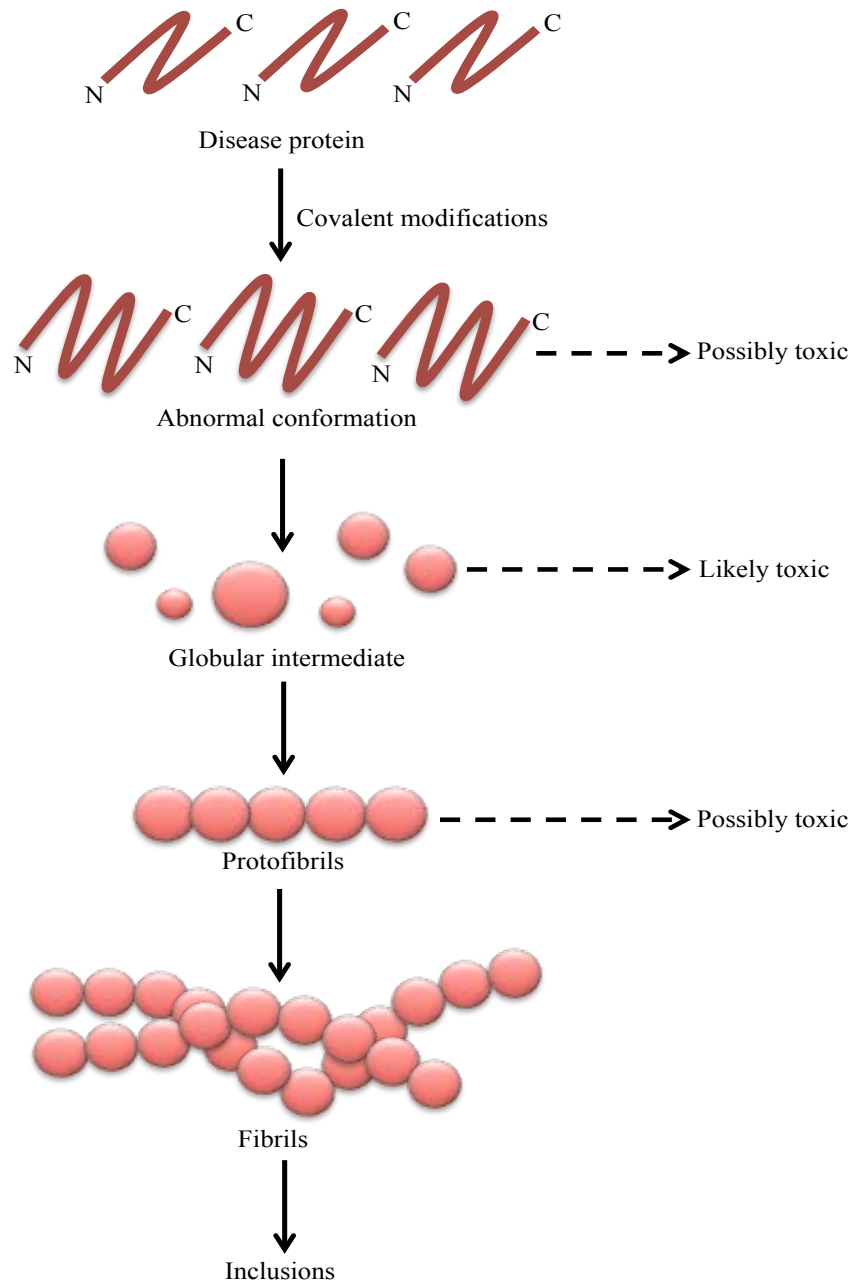 C C C
N N N
Disease protein
Covalent modifications
C C C
N N N
Possibly toxic
Abnormal conformation
Likely toxic
Globular intermediate
Possibly toxic
Protofibrils
Fibrils
Inclusions